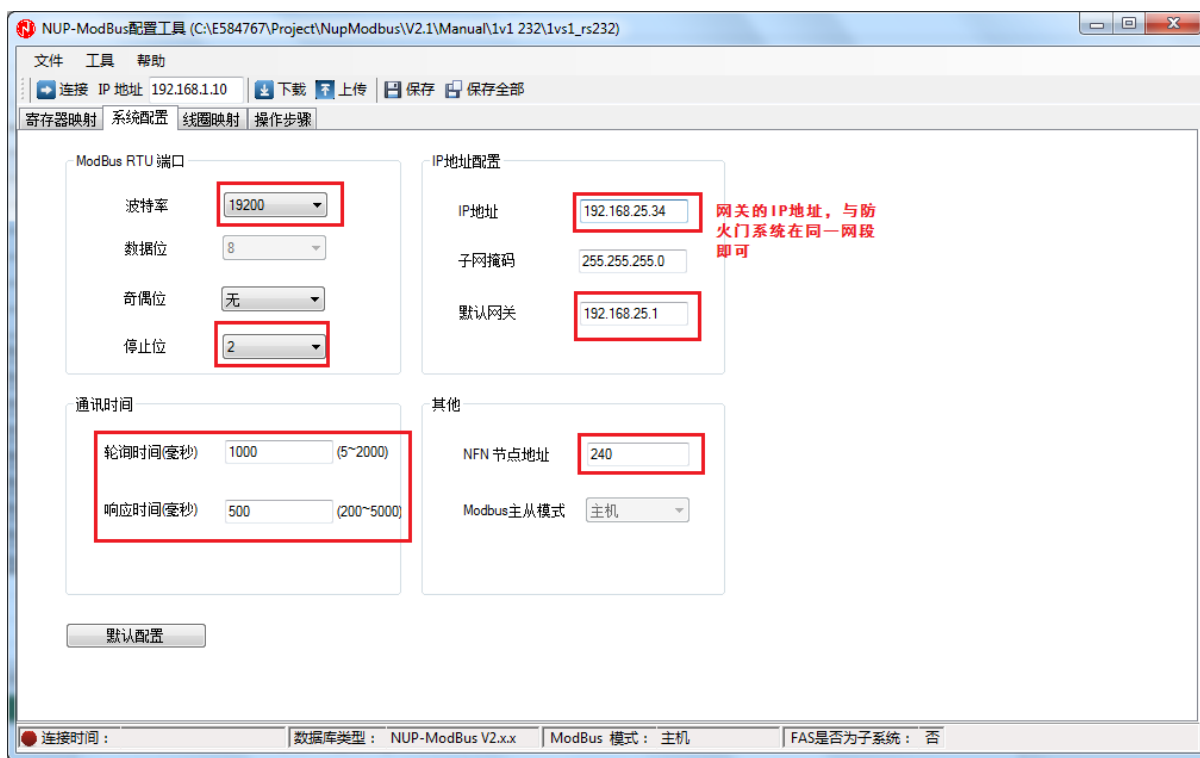 NUP-ModBus配置工具 (C:\E584767\Project\NupModbus\V2.1\Manual\1v1 232\1vs1_rs232)
文件 工具 帮助
连接 IP 地址 192.168.1.10 下载 上传 保存 保存全部
寄存器映射 系统配置 线圈映射 操作步骤
ModBus RTU 端口
波特率 19200
数据位 8
奇偶位 无
停止位 2
IP地址配置
IP地址 192.168.25.34
子网掩码 255.255.255.0
默认网关 192.168.25.1
网关的IP地址，与防
火门系统在同一网段
即可
通讯时间
轮询时间(毫秒) 1000 (5~2000)
响应时间(毫秒) 500 (200~5000)
其他
NFN 节点地址 240
Modbus主从模式 主机
默认配置
连接时间： 数据库类型： NUP-ModBus V2.x.x ModBus 模式： 主机 FAS是否为子系统： 否